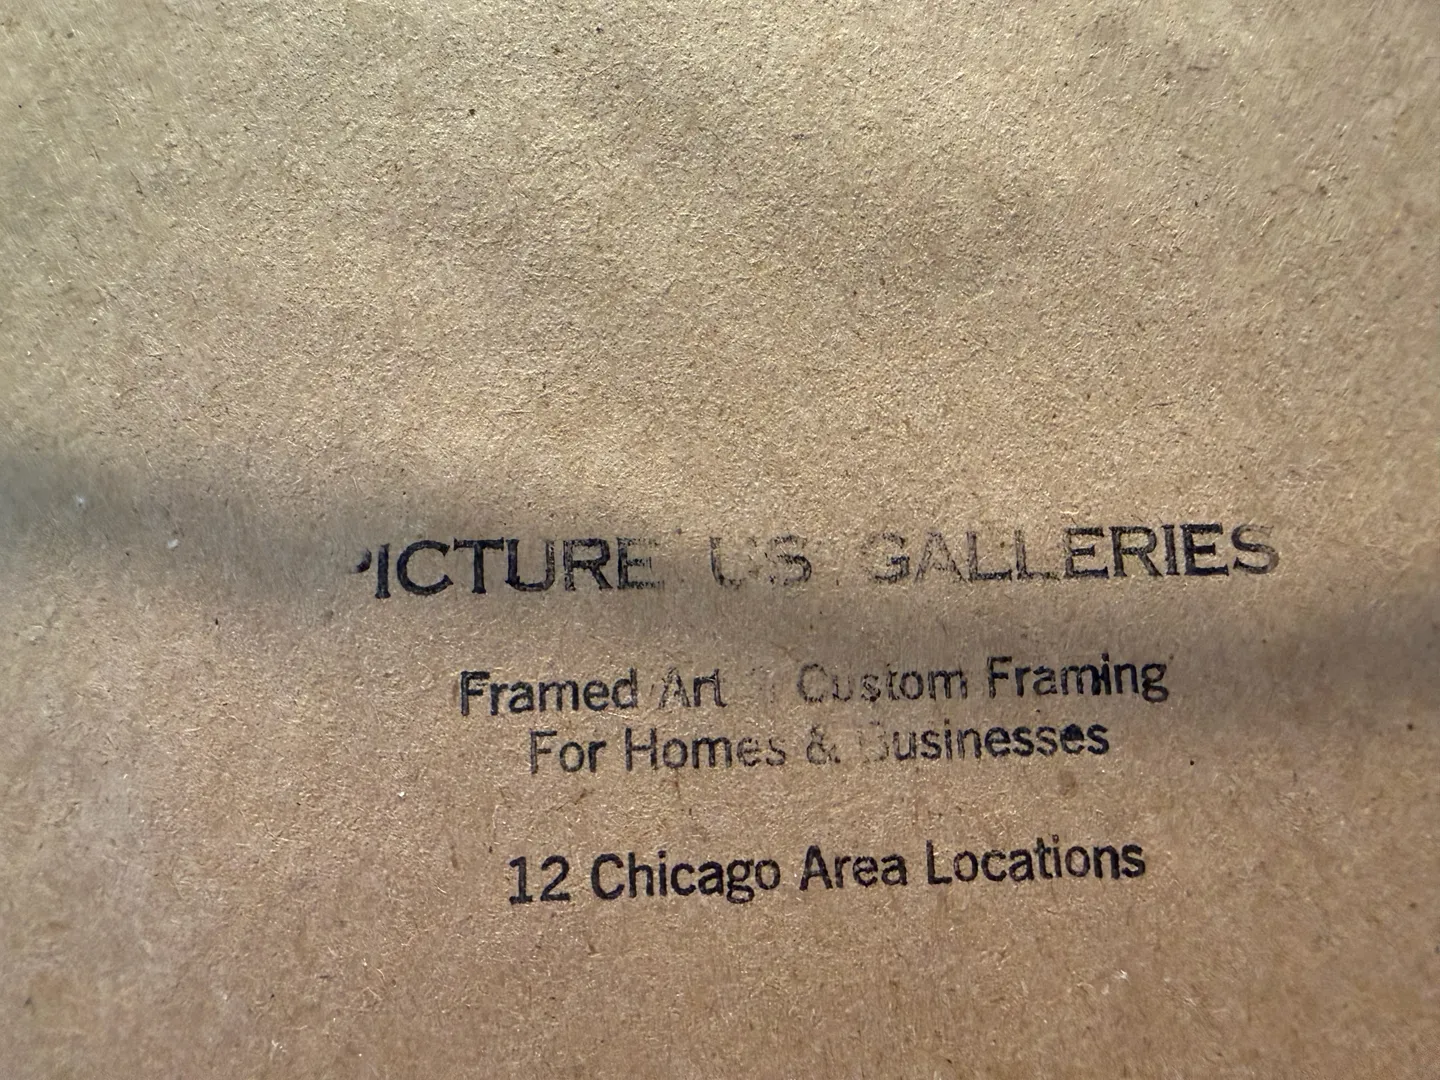 PICTURE US GALLERIES
Framed Art Custom Framing
For Homes & Businesses
12 Chicago Area Locations